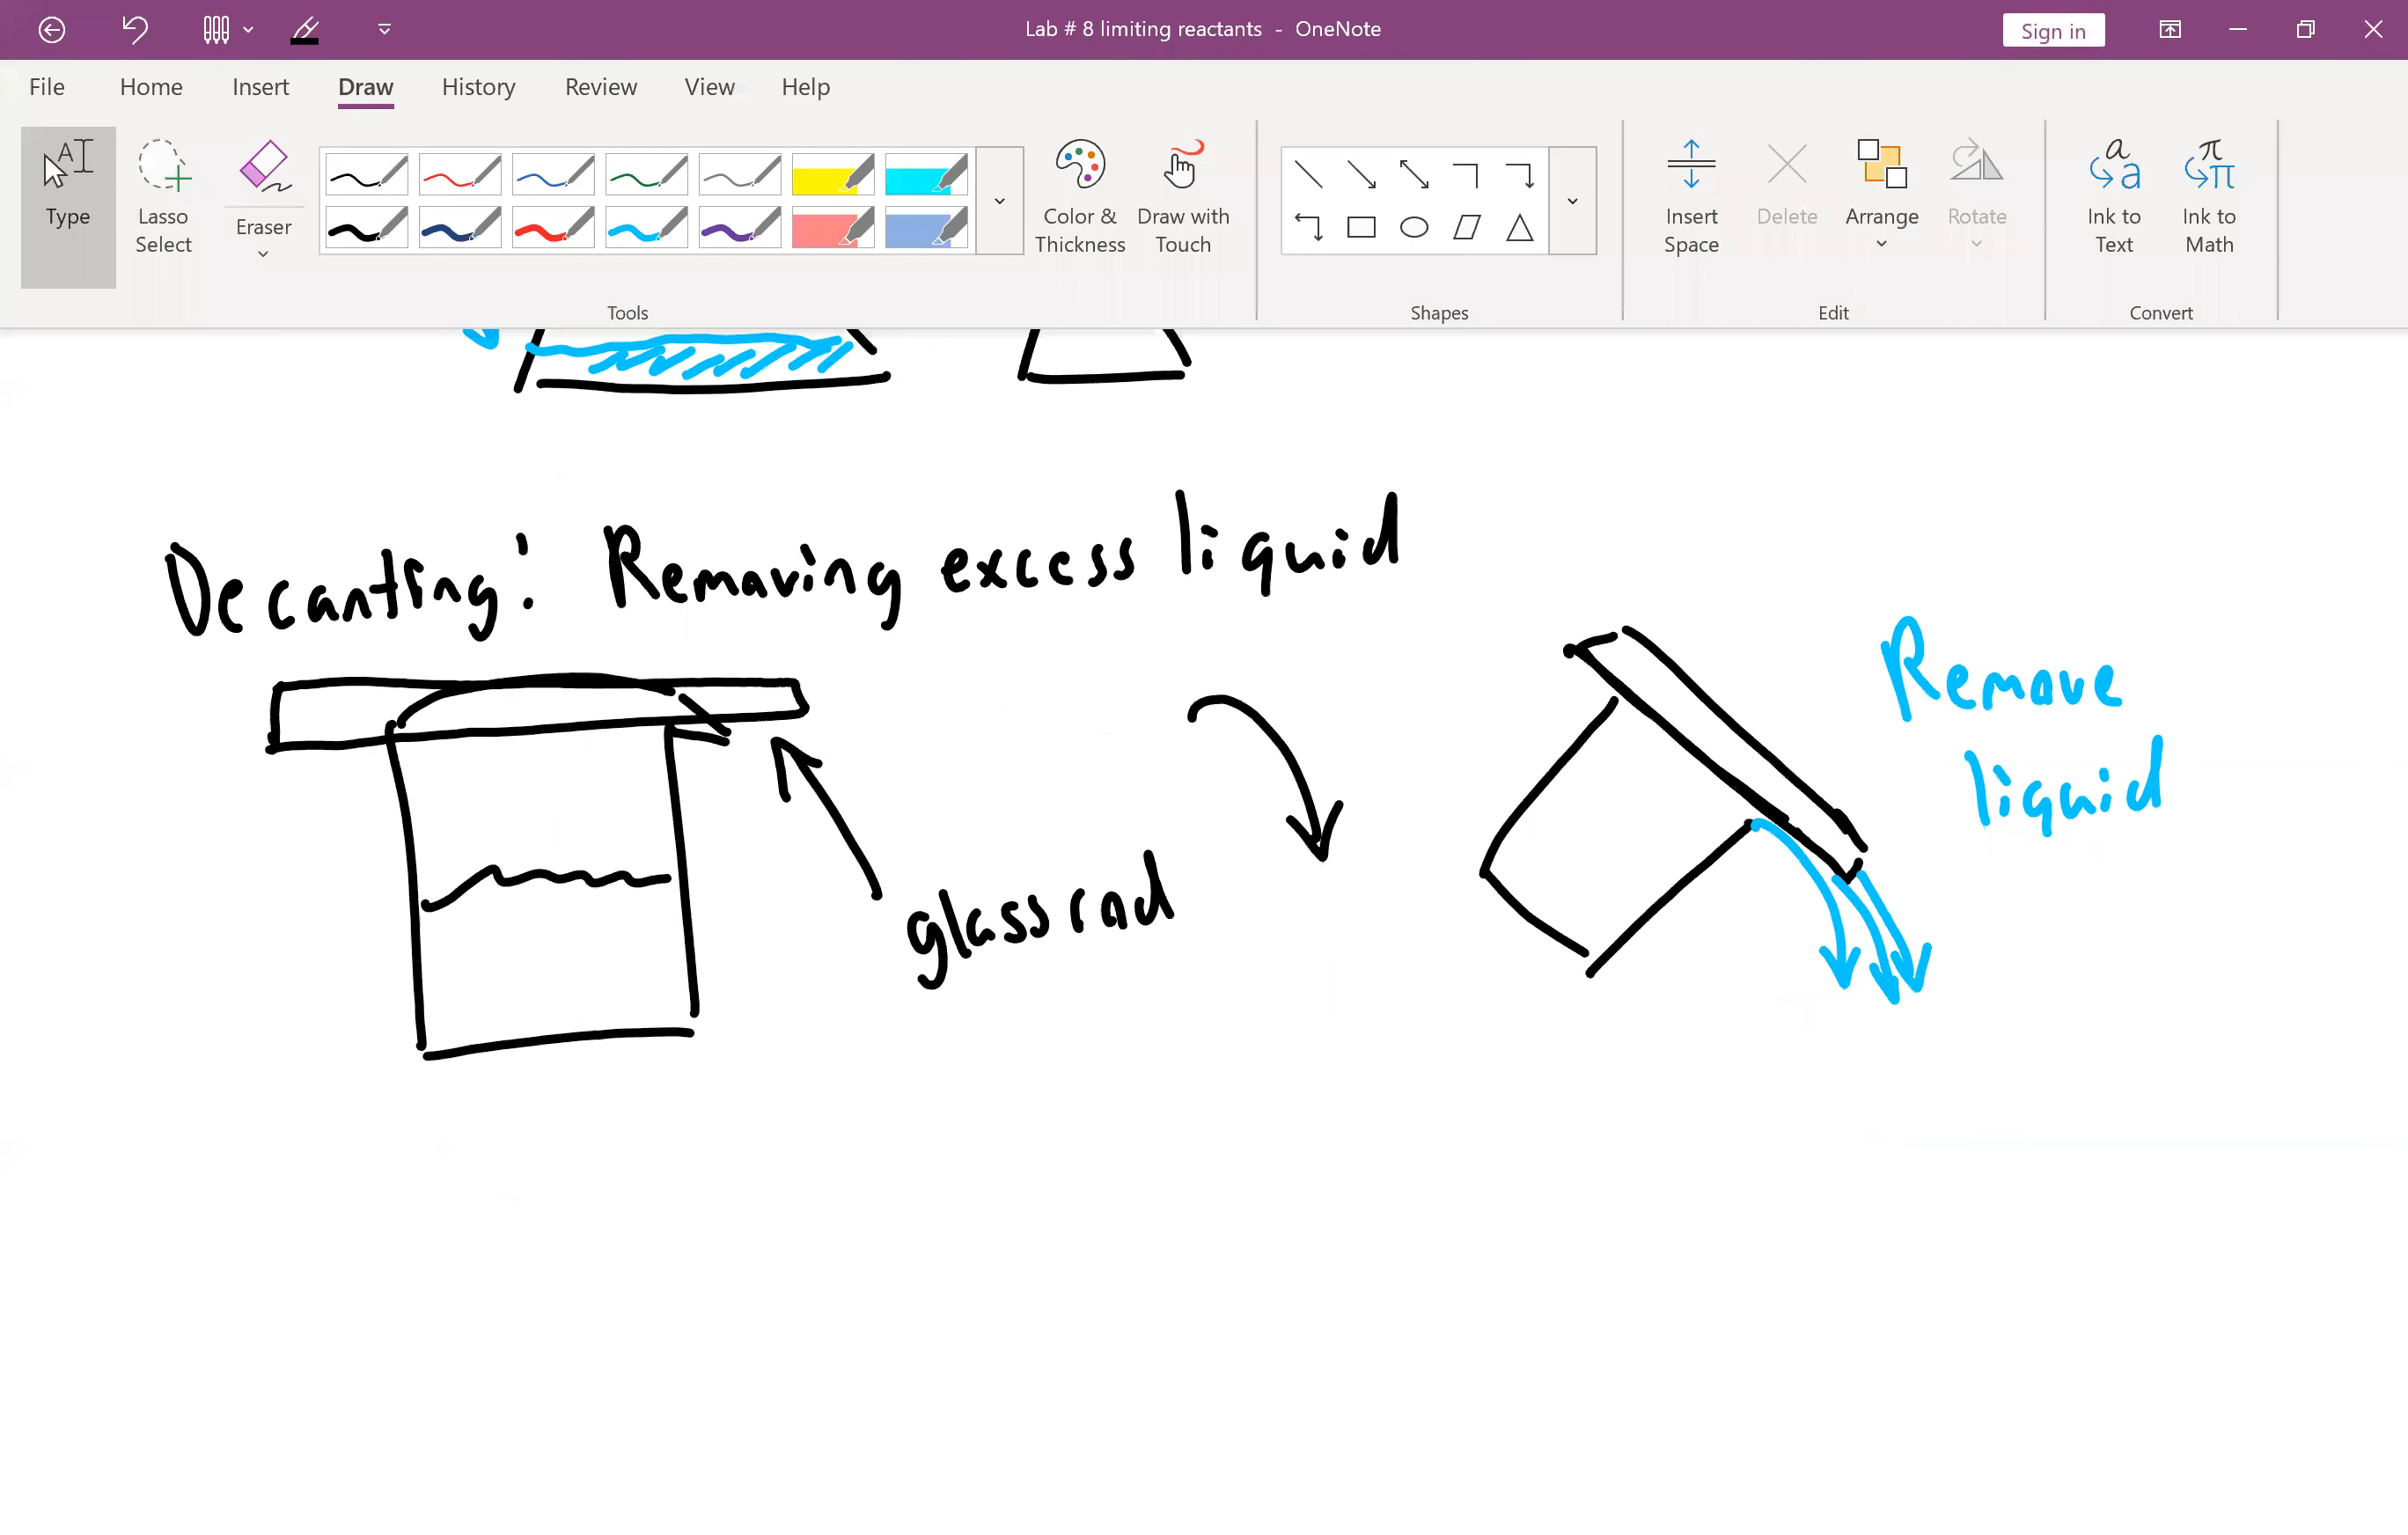 Lab # 8 limiting reactants - OneNote
Sign in
File Home Insert Draw History Review View Help
Type
Lasso Select
Eraser
Color & Thickness
Draw with Touch
Insert Space
Delete
Arrange
Rotate
Ink to Text
Ink to Math
Tools
Shapes
Edit
Convert
Decanting: Removing excess liquid
Remove
liquid
glass rod